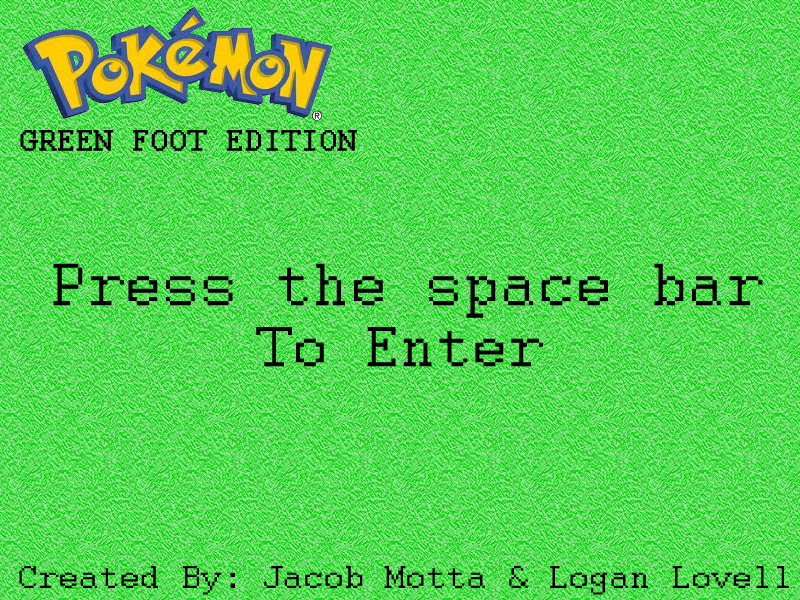 POKéMON
®
GREEN FOOT EDITION
Press the space bar
To Enter
Created By: Jacob Motta & Logan Lovell